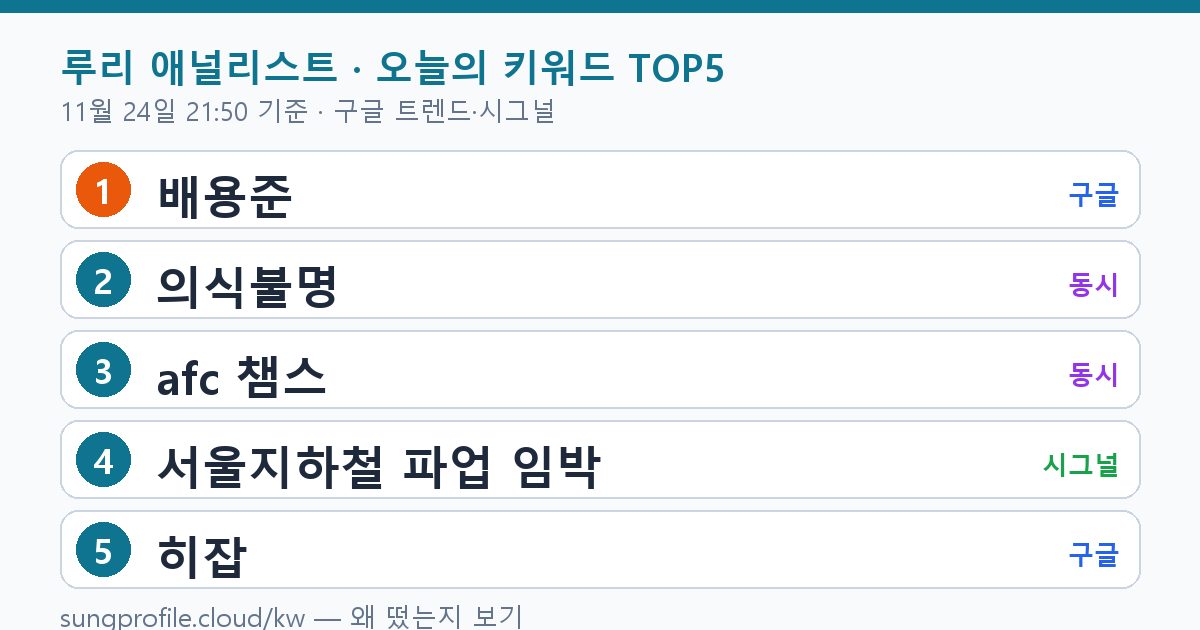 루리 애널리스트 · 오늘의 키워드 TOP5
11월 24일 21:50 기준 · 구글 트렌드·시그널
1 배용준 구글
2 의식불명 동시
3 afc 챔스 동시
4 서울지하철 파업 임박 시그널
5 히잡 구글
sungprofile.cloud/kw — 왜 떴는지 보기